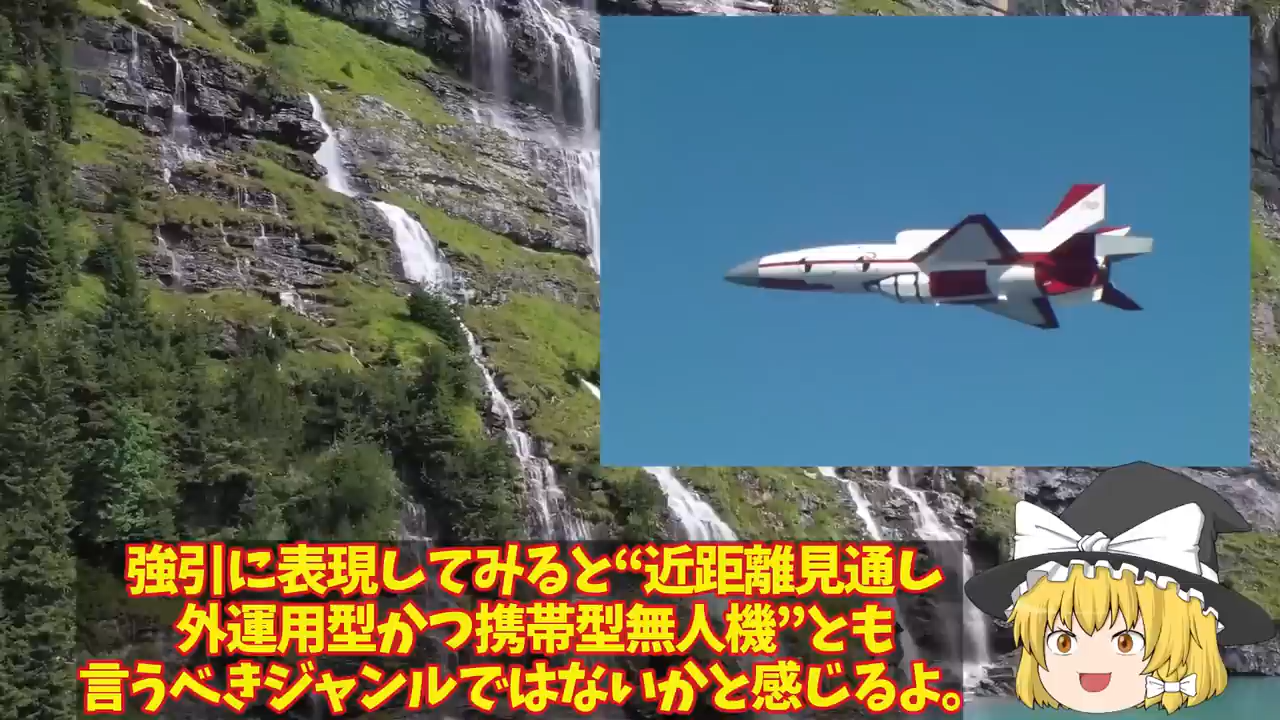 強引に表現してみると“近距離見通し
外運用型かつ携帯型無人機”とも
言うべきジャンルではないかと感じるよ。